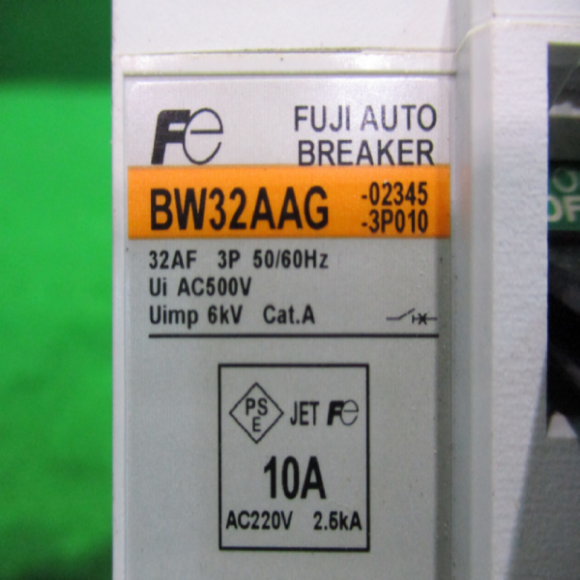 Fe FUJI AUTO
BREAKER
BW32AAG -02345
-3P010
32AF 3P 50/60Hz
Ui AC500V
Uimp 6kV Cat.A
PS
E JET Fe
10A
AC220V 2.5kA